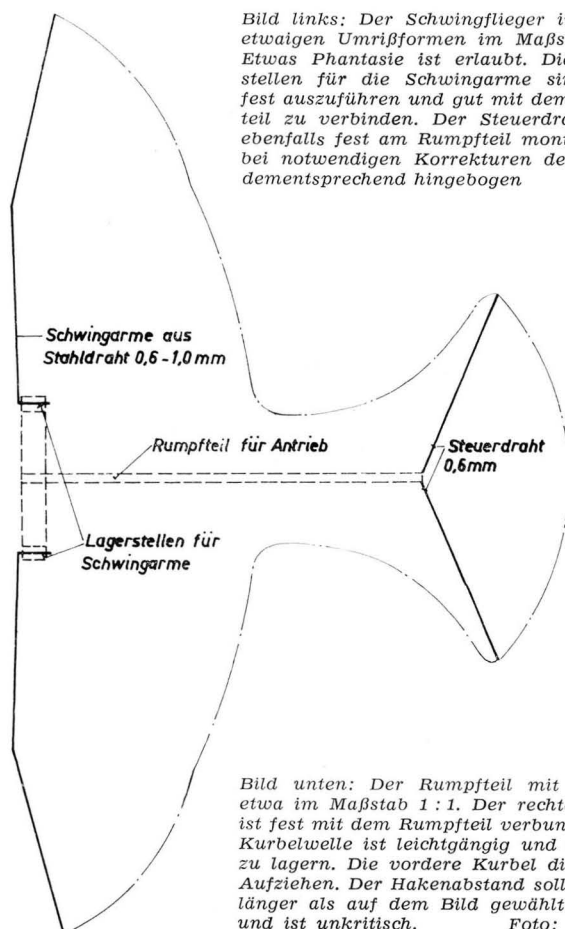 Bild links: Der Schwingflieger i
etwaigen Umrißformen im Maßs
Etwas Phantasie ist erlaubt. Die
stellen für die Schwingarme si
fest auszuführen und gut mit dem
teil zu verbinden. Der Steuerdr
ebenfalls fest am Rumpfteil mon
bei notwendigen Korrekturen de
dementsprechend hingebogen
Schwingarme aus
Stahldraht 0,6 - 1,0 mm
Rumpfteil für Antrieb
Steuerdraht
0,6mm
Lagerstellen für
Schwingarme
Bild unten: Der Rumpfteil mit
etwa im Maßstab 1 : 1. Der recht
ist fest mit dem Rumpfteil verbun
Kurbelwelle ist leichtgängig und
zu lagern. Die vordere Kurbel di
Aufziehen. Der Hakenabstand soll
länger als auf dem Bild gewählt
und ist unkritisch. Foto: